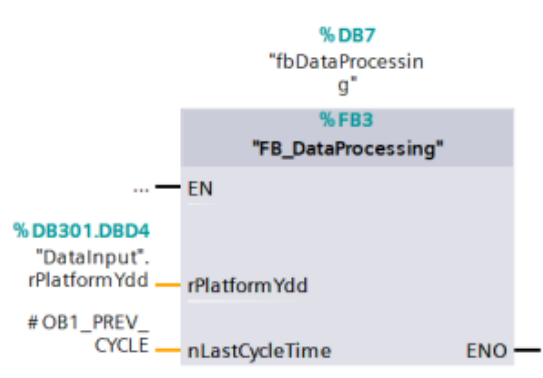 %DB7
"fbDataProcessin
g"
%FB3
"FB_DataProcessing"
... EN
%DB301.DBD4
"DataInput".
rPlatformYdd rPlatformYdd
#OB1_PREV_
CYCLE nLastCycleTime ENO